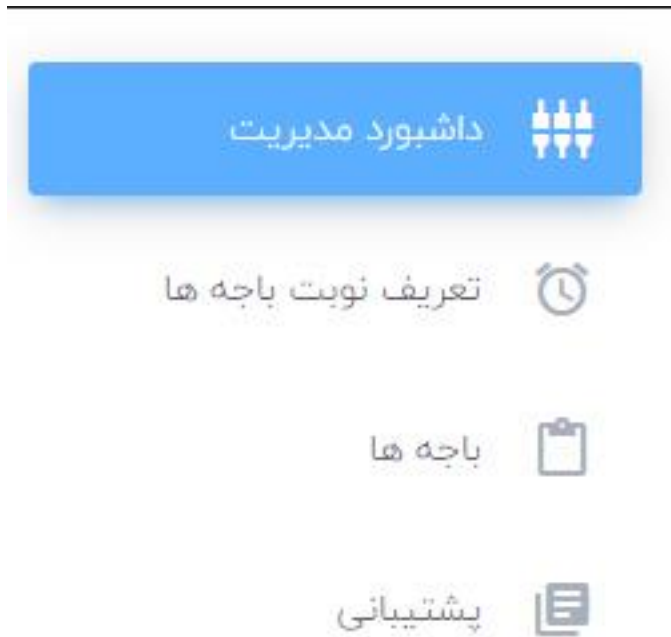 داشبورد مدیریت
تعریف نوبت باجه ها
باجه ها
پشتیبانی